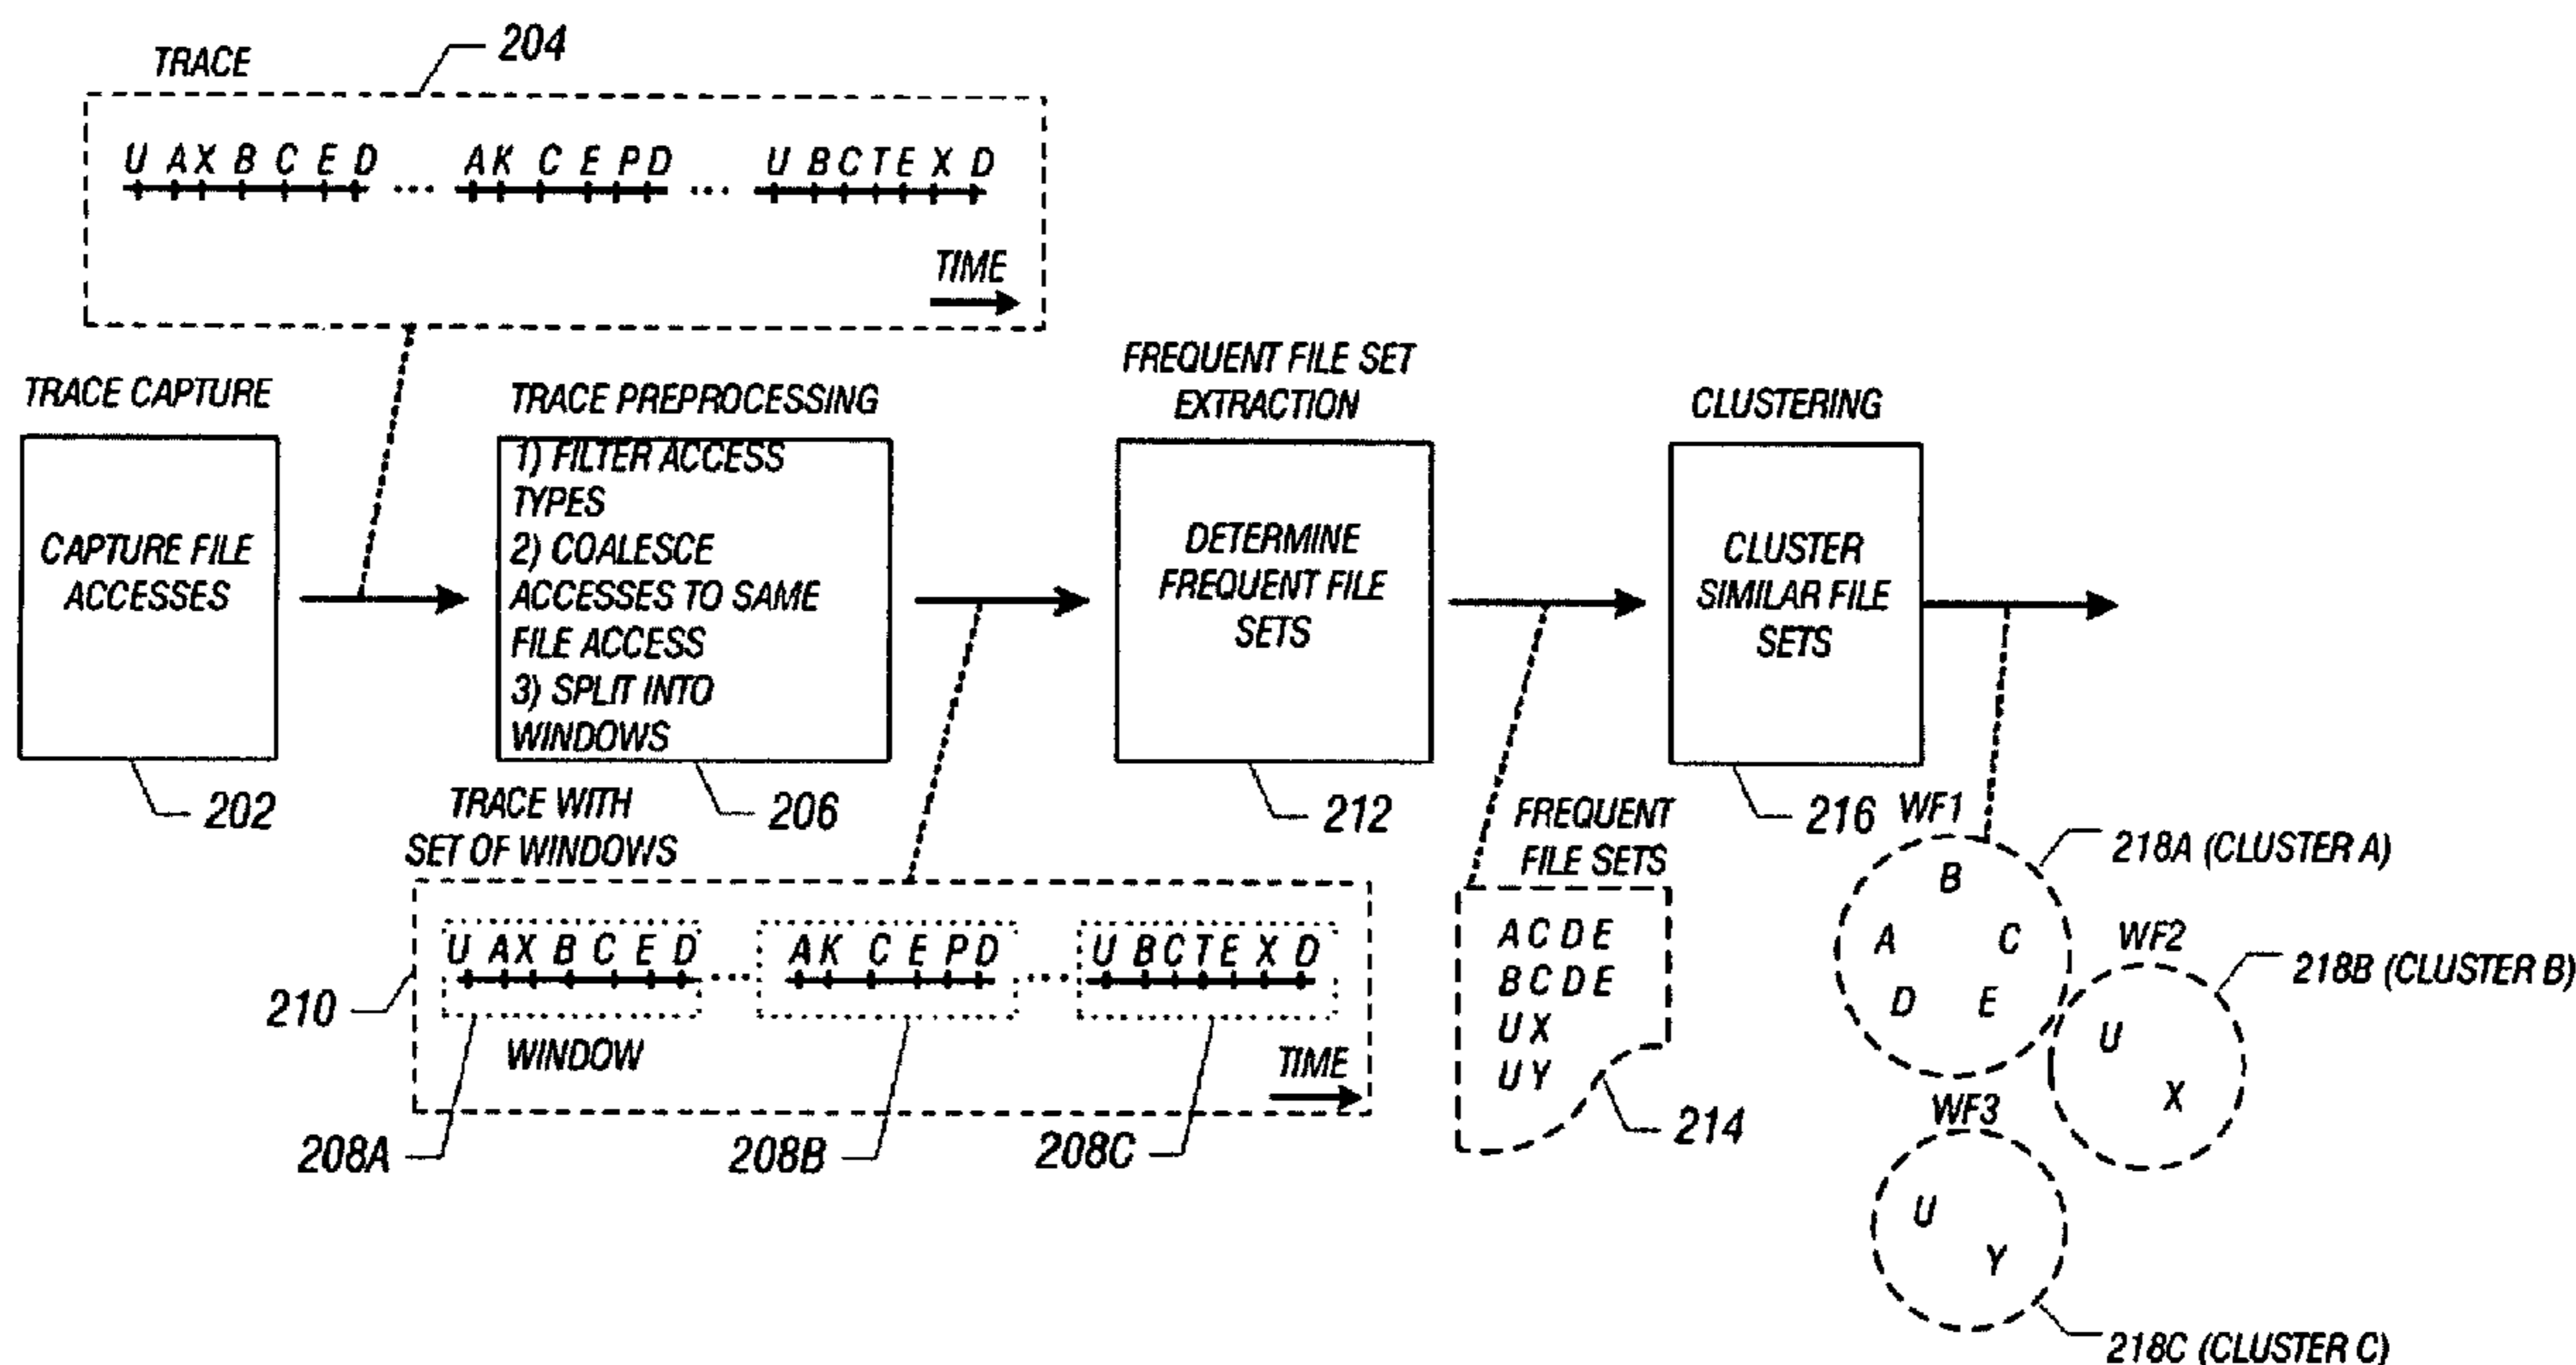 204
TRACE
U A X B C E D ... A K C E P D ... U B C T E X D
TIME
TRACE CAPTURE
CAPTURE FILE
ACCESSES
202
TRACE PREPROCESSING
1) FILTER ACCESS
TYPES
2) COALESCE
ACCESSES TO SAME
FILE ACCESS
3) SPLIT INTO
WINDOWS
206
FREQUENT FILE SET
EXTRACTION
DETERMINE
FREQUENT FILE
SETS
212
CLUSTERING
CLUSTER
SIMILAR FILE
SETS
216
TRACE WITH
SET OF WINDOWS
U A X B C E D ... A K C E P D ... U B C T E X D
210
WINDOW
TIME
208A
208B
208C
FREQUENT
FILE SETS
A C D E
B C D E
U X
U Y
214
WF1
218A (CLUSTER A)
B
A C
D E
WF2
218B (CLUSTER B)
U
X
WF3
U
Y
218C (CLUSTER C)